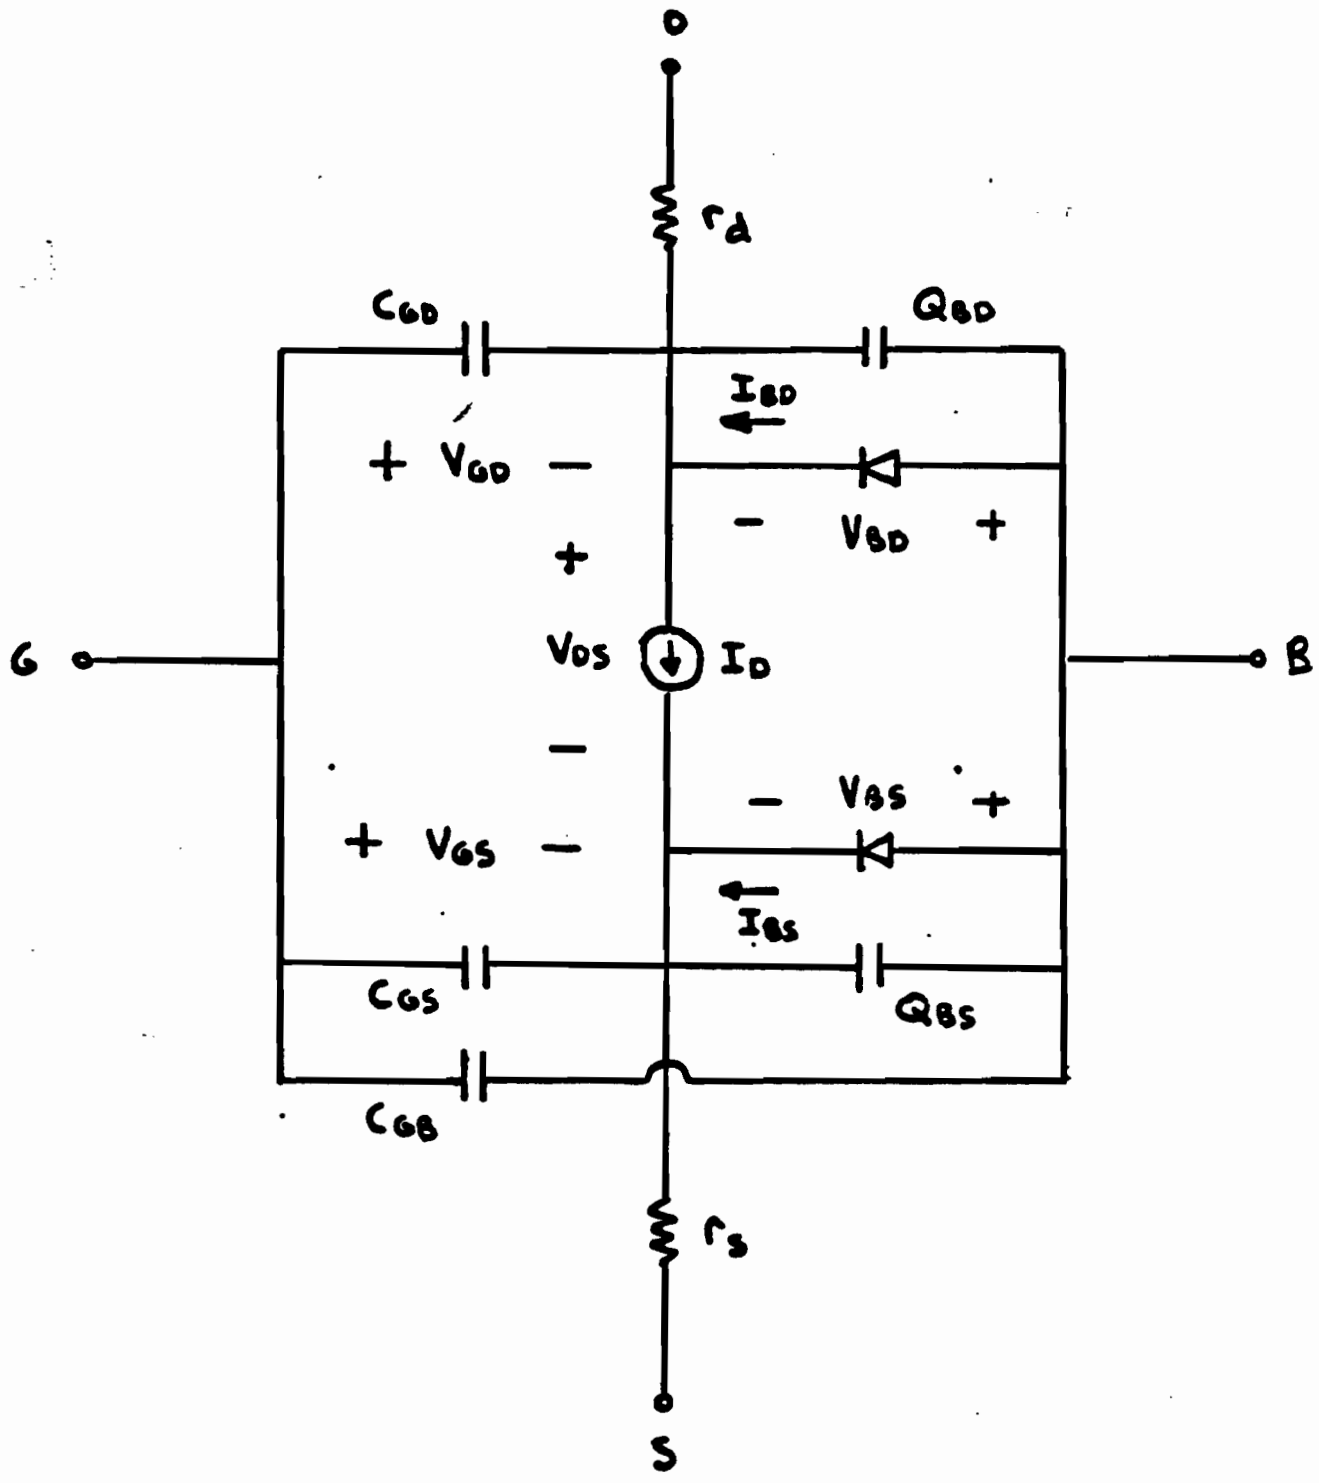 D
rd
CGD
QBD
IBD
+ VGD −
− VBD +
+
G
VDS
ID
B
−
− VBS +
+ VGS −
IBS
CGS
QBS
CGB
rs
S